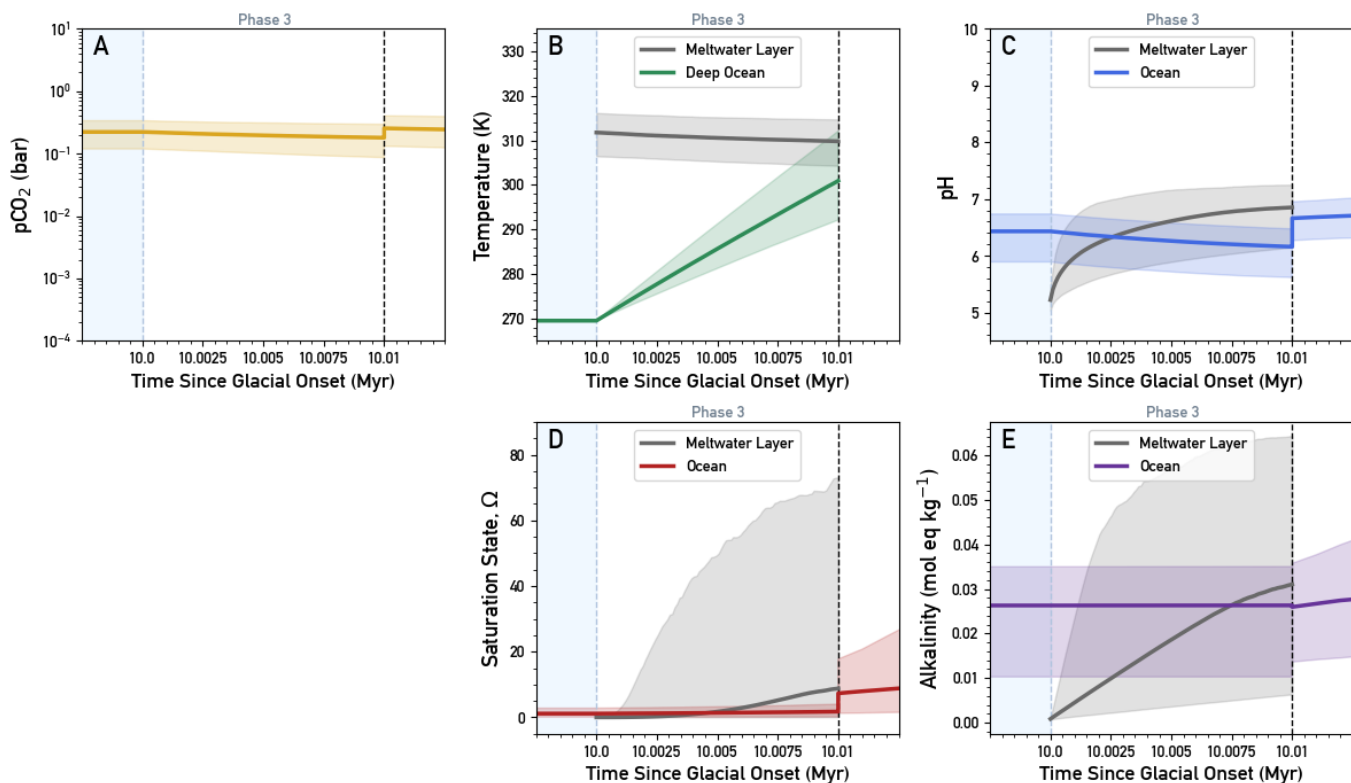 Phase 3
A
10¹
10⁰
10⁻¹
10⁻²
10⁻³
10⁻⁴
pCO₂ (bar)
10.0 10.0025 10.005 10.0075 10.01
Time Since Glacial Onset (Myr)
Phase 3
B
Meltwater Layer
Deep Ocean
330
320
310
300
290
280
270
Temperature (K)
10.0 10.0025 10.005 10.0075 10.01
Time Since Glacial Onset (Myr)
Phase 3
C
Meltwater Layer
Ocean
10
9
8
7
6
5
pH
10.0 10.0025 10.005 10.0075 10.01
Time Since Glacial Onset (Myr)
Phase 3
D
Meltwater Layer
Ocean
80
60
40
20
0
Saturation State, Ω
10.0 10.0025 10.005 10.0075 10.01
Time Since Glacial Onset (Myr)
Phase 3
E
Meltwater Layer
Ocean
0.06
0.05
0.04
0.03
0.02
0.01
0.00
Alkalinity (mol eq kg⁻¹)
10.0 10.0025 10.005 10.0075 10.01
Time Since Glacial Onset (Myr)